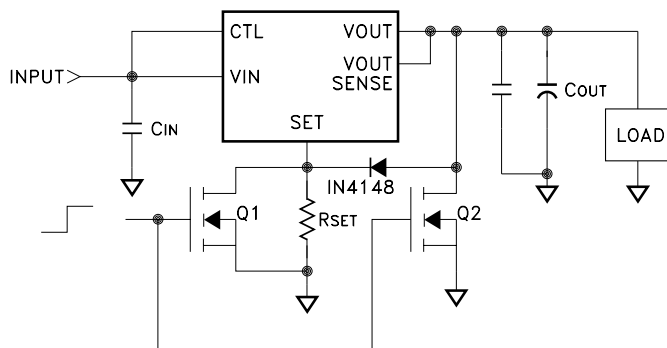 CTL
VOUT
INPUT
VIN
VOUT
SENSE
CIN
SET
COUT
LOAD
IN4148
Q1
RSET
Q2